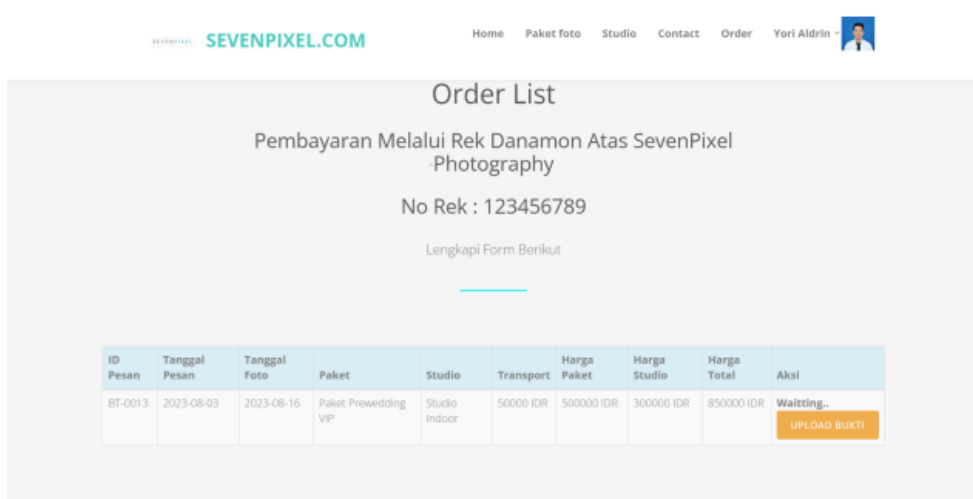 SEVENPIXEL SEVENPIXEL.COM Home Paket foto Studio Contact Order Yori Aldrin
Order List
Pembayaran Melalui Rek Danamon Atas SevenPixel
-Photography
No Rek : 123456789
Lengkapi Form Berikut
ID Pesan Tanggal Pesan Tanggal Foto Paket Studio Transport Harga Paket Harga Studio Harga Total Aksi
BT-0013 2023-08-03 2023-08-16 Paket Prewedding VIP Studio Indoor 50000 IDR 500000 IDR 300000 IDR 850000 IDR Waitting..
UPLOAD BUKTI